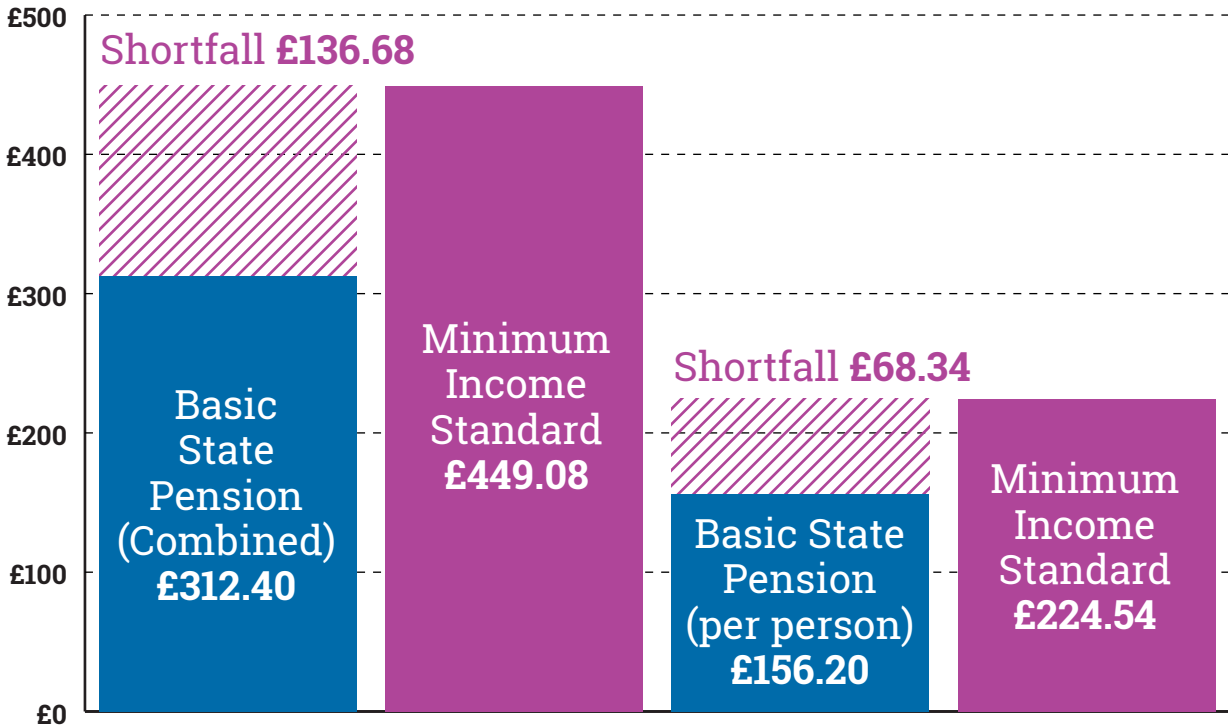 £500
£400
£300
£200
£100
£0
Shortfall £136.68
Basic
State
Pension
(Combined)
£312.40
Minimum
Income
Standard
£449.08
Shortfall £68.34
Basic State
Pension
(per person)
£156.20
Minimum
Income
Standard
£224.54